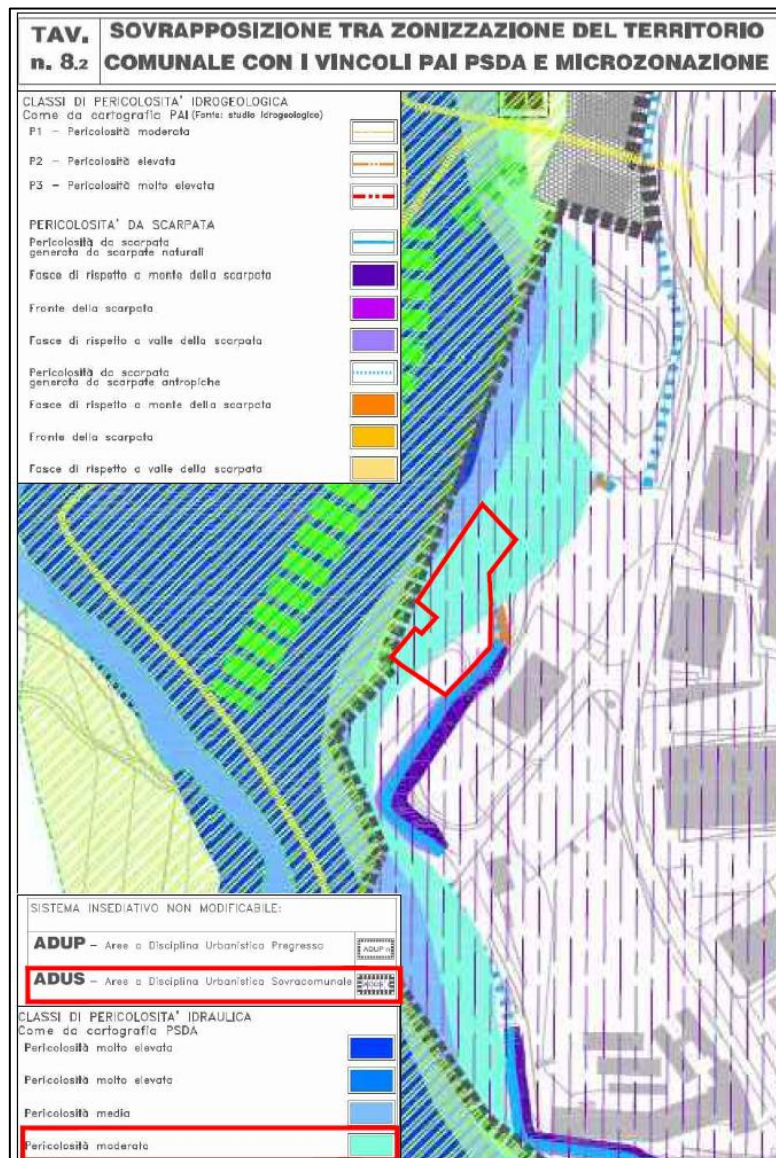 TAV. n. 8.2
SOVRAPPOSIZIONE TRA ZONIZZAZIONE DEL TERRITORIO
COMUNALE CON I VINCOLI PAI PSDA E MICROZONAZIONE
CLASSI DI PERICOLOSITA' IDROGEOLOGICA
Come da cartografia PAI (Fonte: studio idrogeologico)
P1 - Pericolosità moderata
P2 - Pericolosità elevata
P3 - Pericolosità molto elevata
PERICOLOSITA' DA SCARPATA
Pericolosità da scarpata
generata da scarpate naturali
Fasce di rispetto a monte della scarpata
Fronte della scarpata
Fasce di rispetto a valle della scarpata
Pericolosità da scarpata
generata da scarpate antropiche
Fasce di rispetto a monte della scarpata
Fronte della scarpata
Fasce di rispetto a valle della scarpata
SISTEMA INSEDIATIVO NON MODIFICABILE:
ADUP - Aree a Disciplina Urbanistica Pregressa
ADUS - Aree a Disciplina Urbanistica Sovracomunale
CLASSI DI PERICOLOSITA' IDRAULICA
Come da cartografia PSDA
Pericolosità molto elevata
Pericolosità molto elevata
Pericolosità media
Pericolosità moderata